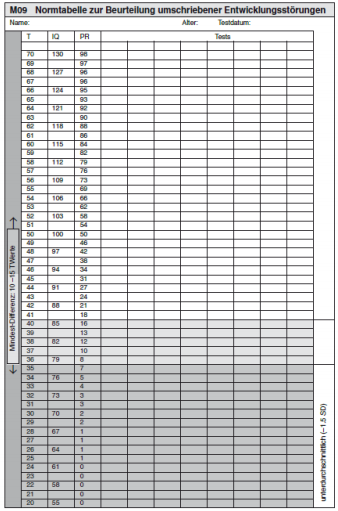 M09 Normtabelle zur Beurteilung umschriebener Entwicklungsstörungen
Name: Alter: Testdatum:
T IQ PR Tests
70 130 98
69 97
68 127 96
67 96
66 124 95
65 93
64 121 92
63 90
62 118 88
61 86
60 115 84
59 82
58 112 79
57 76
56 109 73
55 69
54 106 66
53 62
52 103 58
51 54
50 100 50
49 46
48 97 42
47 38
46 94 34
45 31
44 91 27
43 24
42 88 21
41 18
40 85 16
39 13
38 82 12
37 10
36 79 8
35 7
34 76 5
33 4
32 73 3
31 3
30 70 2
29 2
28 67 1
27 1
26 64 1
25 1
24 61 0
23 0
22 58 0
21 0
20 55 0
Mindest-Differenz: 10 –15 TWerte
unterdurchschnittlich (–1.5 SD)